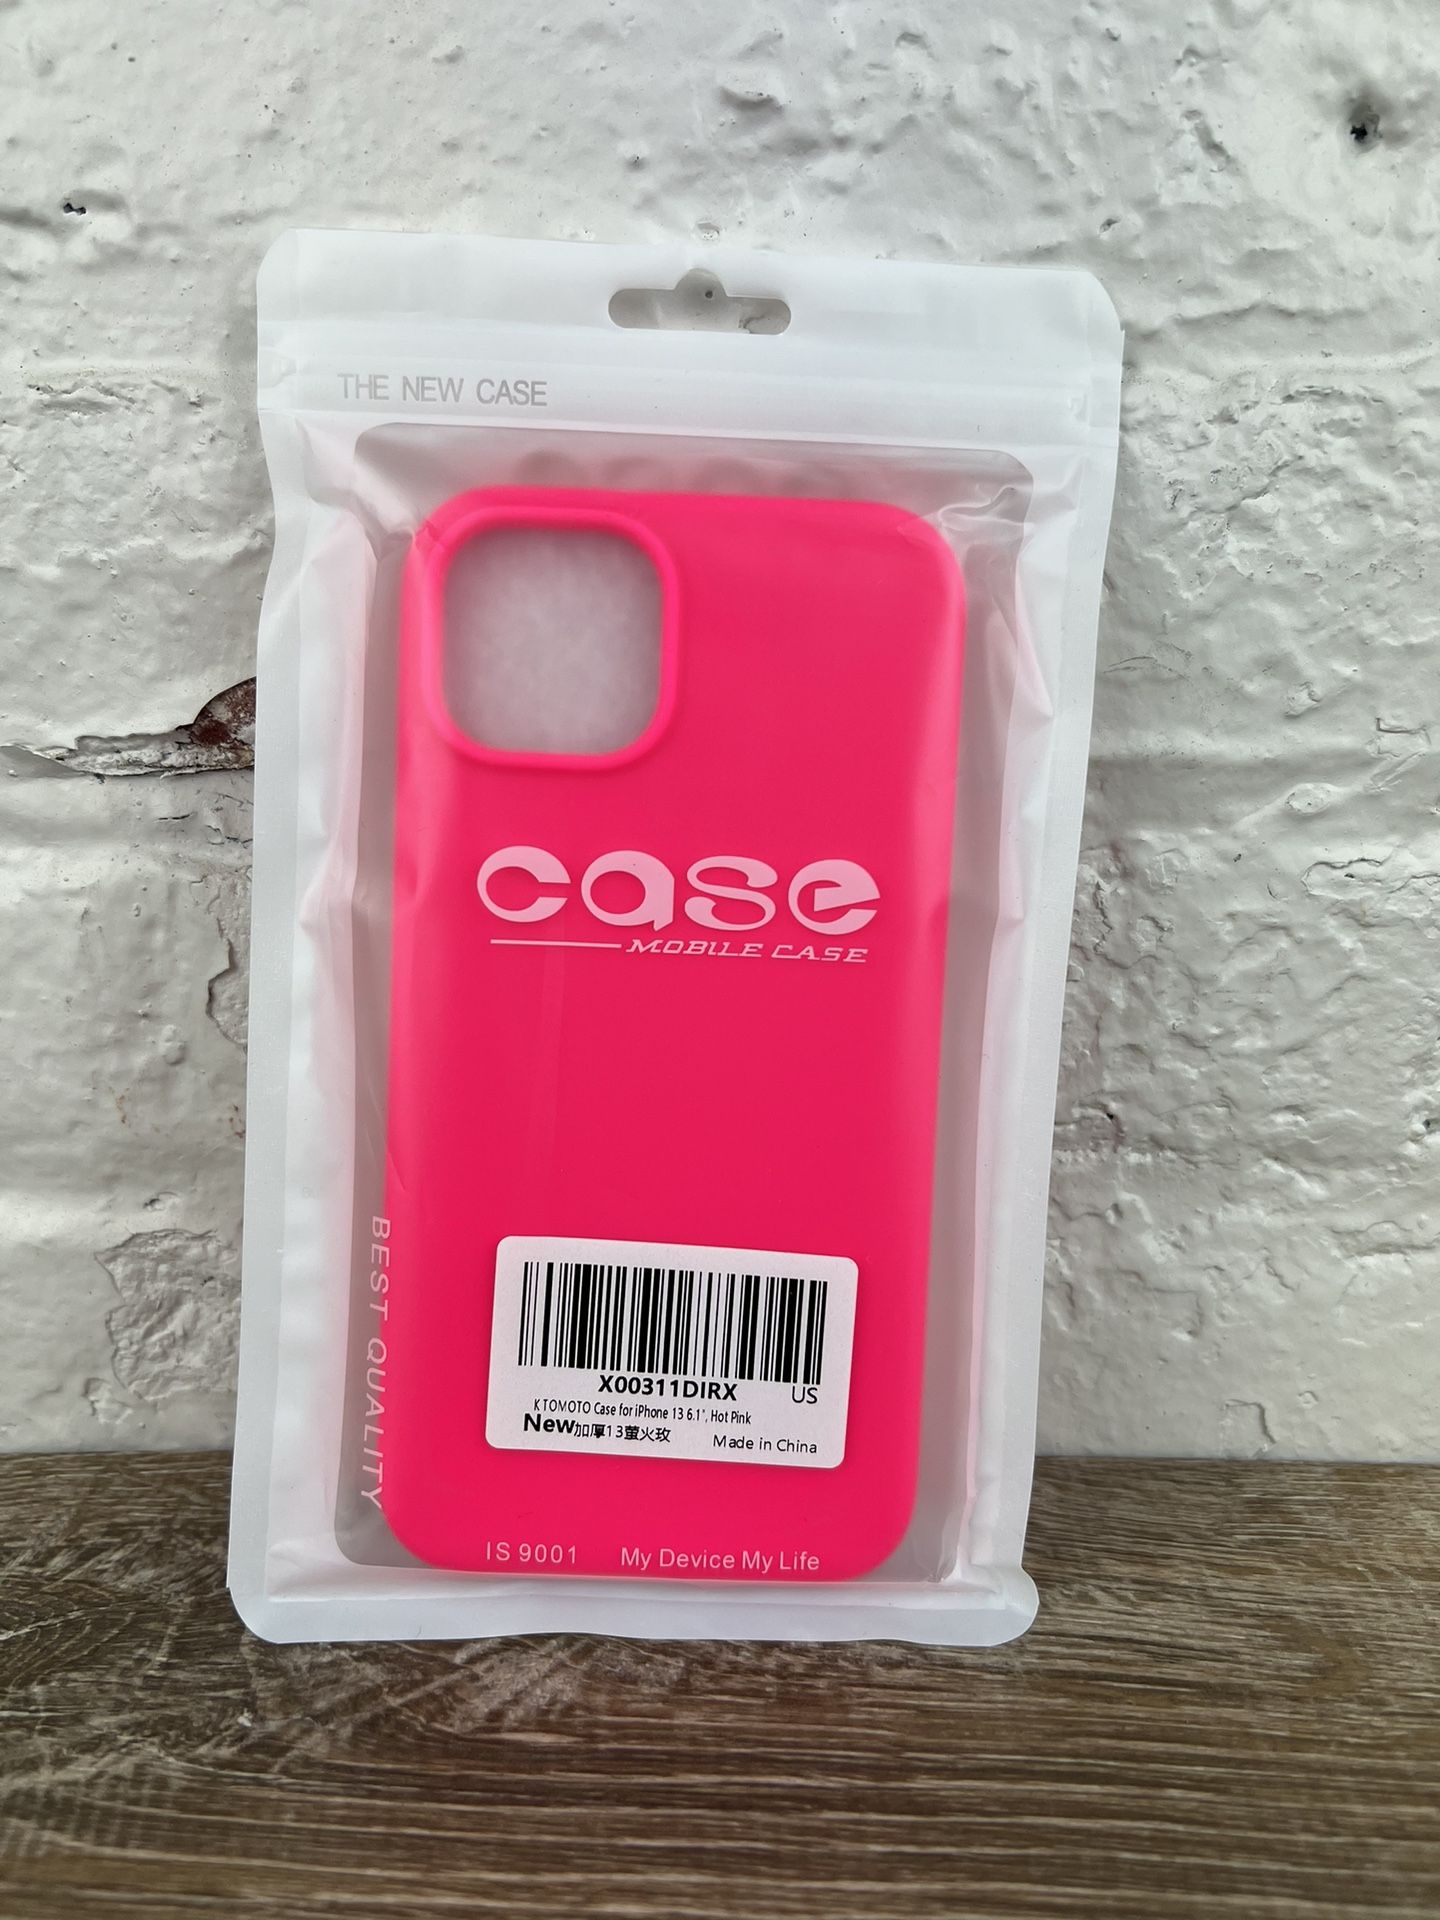 THE NEW CASE
case
MOBILE CASE
BEST QUALITY
X00311DIRX
US
KTOMOTO Case for iPhone 13 6.1", Hot Pink
New加厚13萤火玫
Made in China
IS 9001 My Device My Life